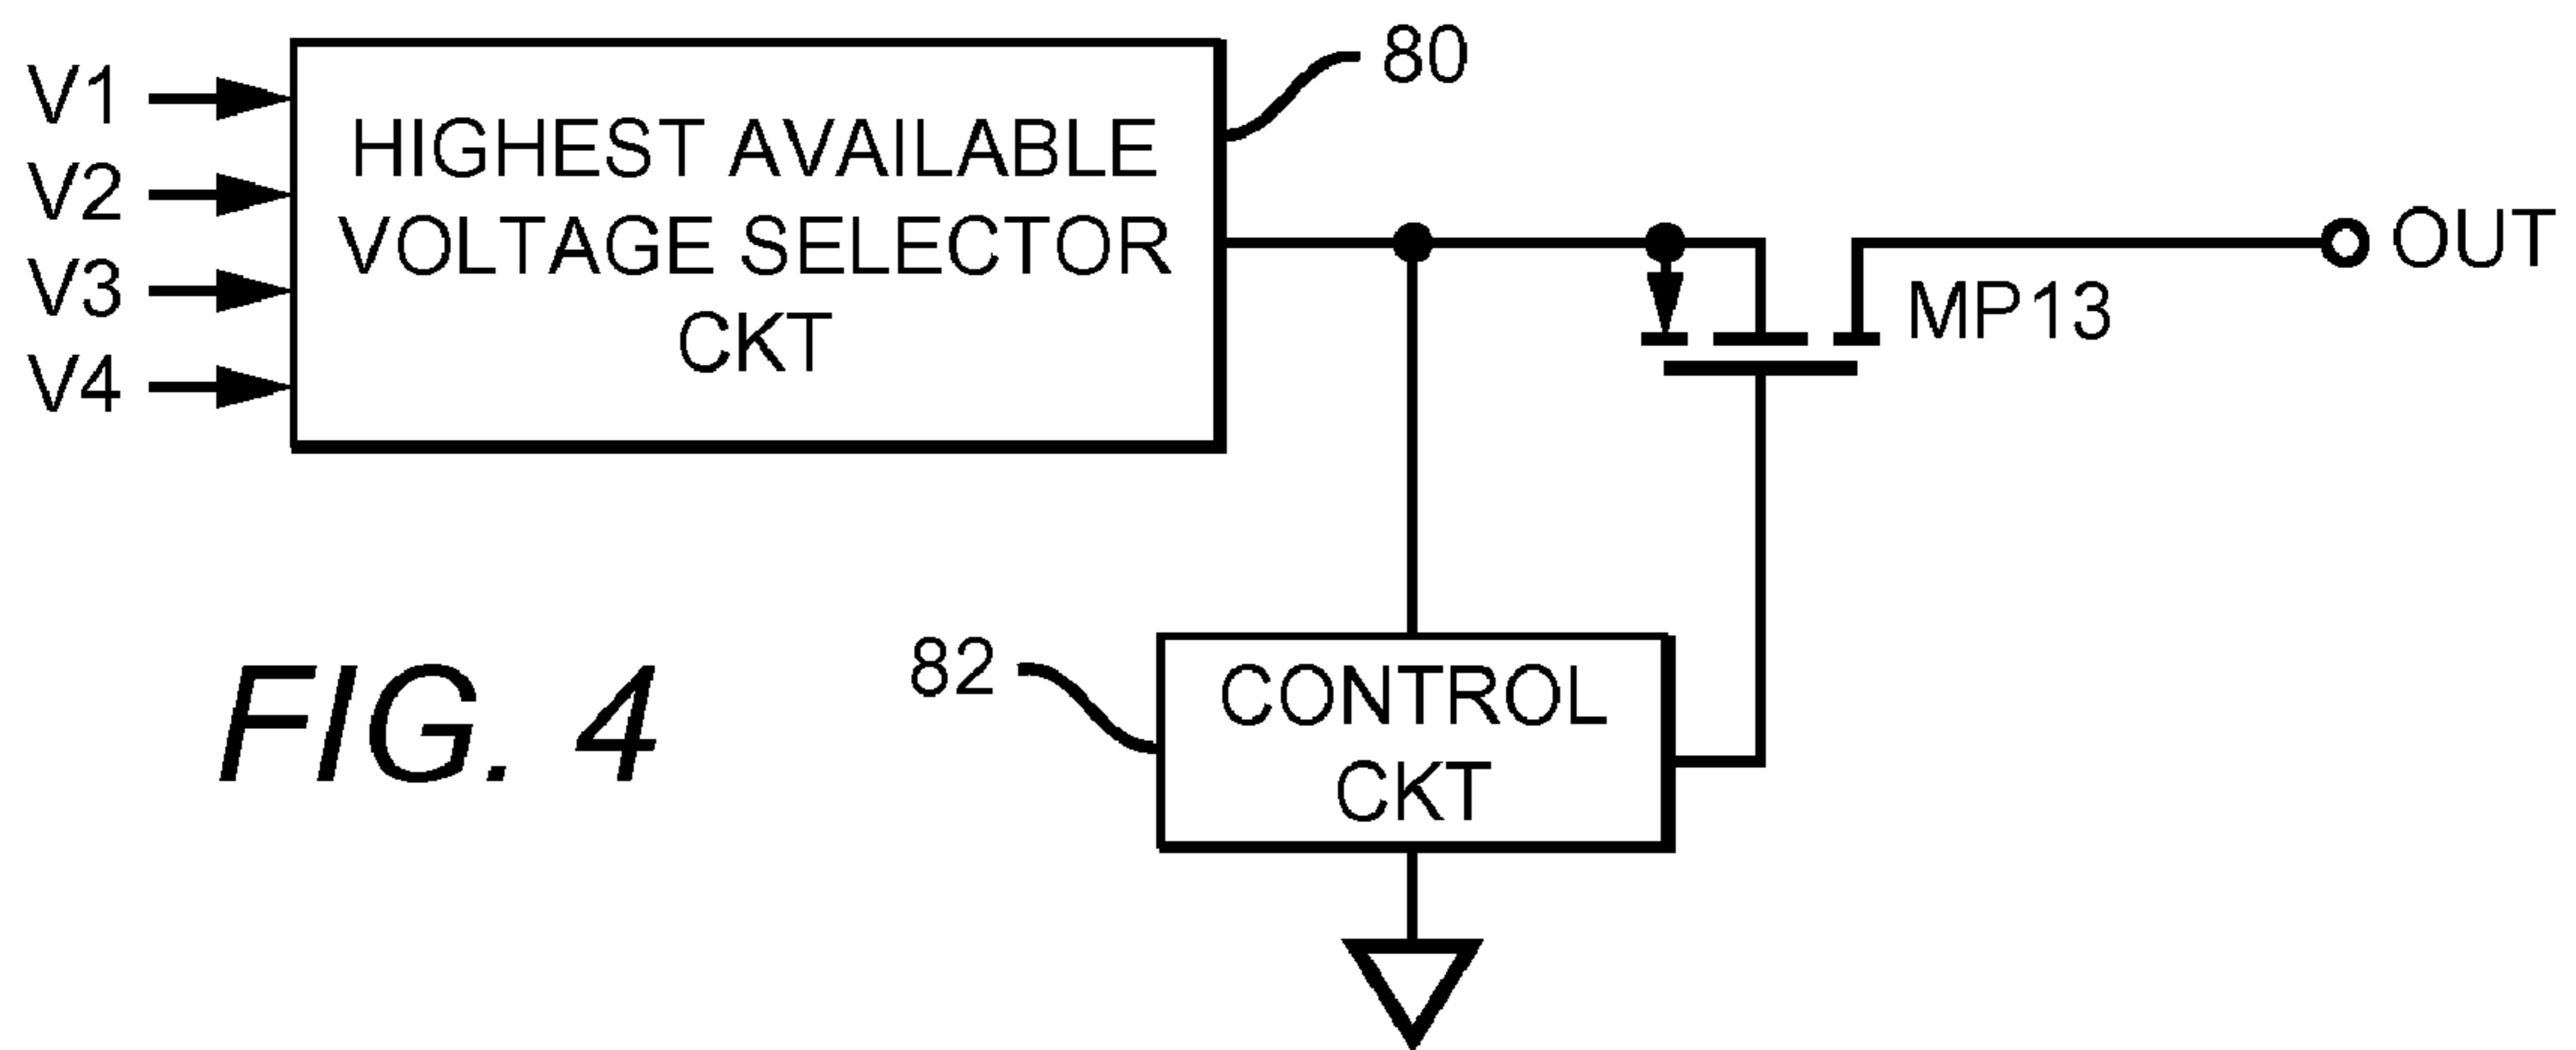 80
V1
V2
V3
V4
HIGHEST AVAILABLE
VOLTAGE SELECTOR
CKT
OUT
MP13
82
CONTROL
CKT
FIG. 4